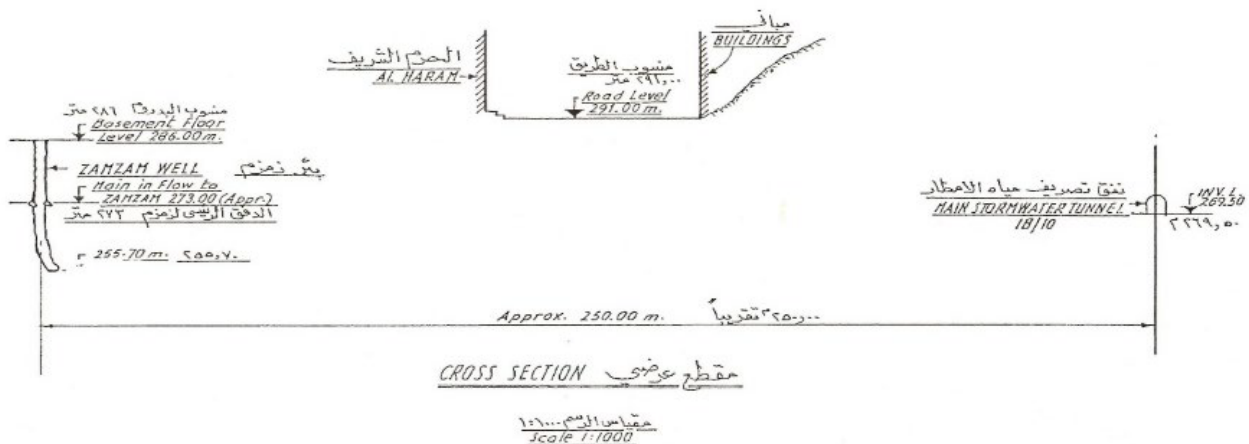 مباني
BUILDINGS
الحرم الشريف
AL HARAM
منسوب الطريق
٢٩١,٠٠ متر
Road Level
291.00 m.
منسوب البدروم ٢٨٦ متر
Basement Floor
Level 286.00 m.
ZAMZAM WELL بئر زمزم
Main in Flow to
ZAMZAM 273.00 (Appr.)
الدفق الرئيسى لزمزم ٢٧٣ متر
255.70 m. ٢٥٥,٧٠
نفق تصريف مياه الامطار
MAIN STORMWATER TUNNEL
18/10
INV. L
269.50
٢٦٩,٥٠ م
Approx. 250.00 m. ٢٥٠,٠٠ م تقريباً
CROSS SECTION مقطع عرضي
مقياس الرسم ١:١٠٠٠
Scale 1:1000